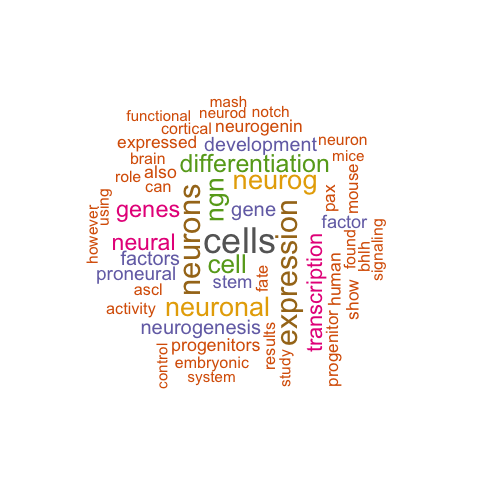 mash
functional
neurod
notch
cortical
neurogenin
expressed
development
neuron
brain
differentiation
mice
role
also
can
neurog
mouse
pax
genes
ngn
gene
neurons
however
using
neural
cells
expression
factor
found
bhlh
signaling
factors
cell
transcription
human
proneural
stem
fate
ascl
show
activity
neuronal
neurogenesis
progenitor
control
progenitors
results
study
embryonic
system